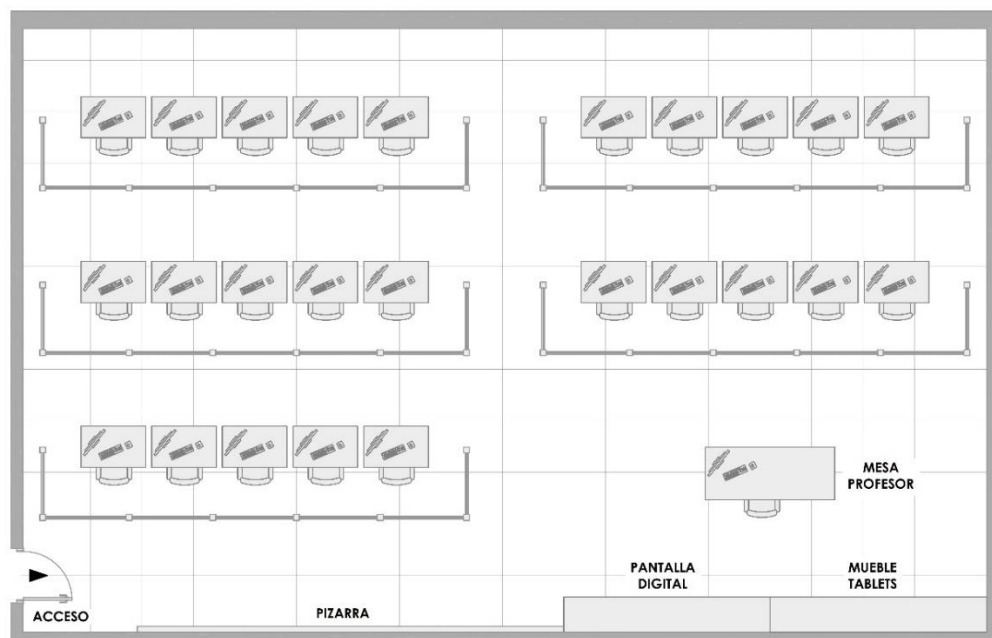 MESA
PROFESOR
PANTALLA
DIGITAL
MUEBLE
TABLETS
ACCESO
PIZARRA